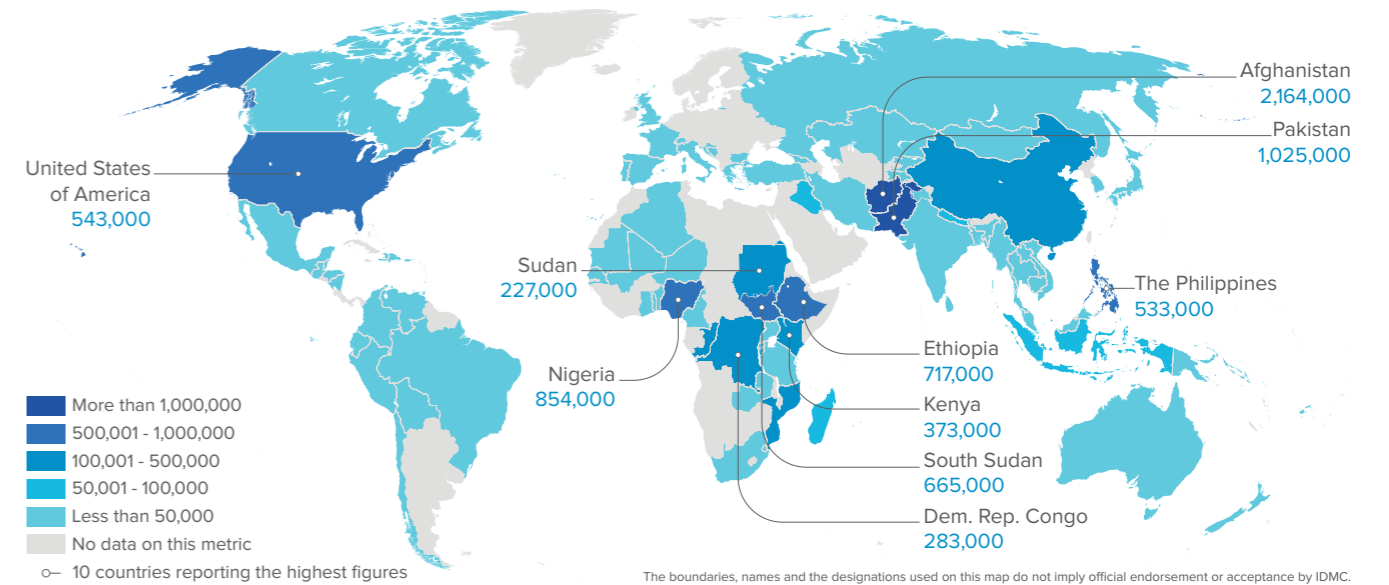 Afghanistan
2,164,000
Pakistan
1,025,000
United States
of America
543,000
Sudan
227,000
The Philippines
533,000
Nigeria
854,000
Ethiopia
717,000
Kenya
373,000
South Sudan
665,000
Dem. Rep. Congo
283,000
More than 1,000,000
500,001 - 1,000,000
100,001 - 500,000
50,001 - 100,000
Less than 50,000
No data on this metric
10 countries reporting the highest figures
The boundaries, names and the designations used on this map do not imply official endorsement or acceptance by IDMC.